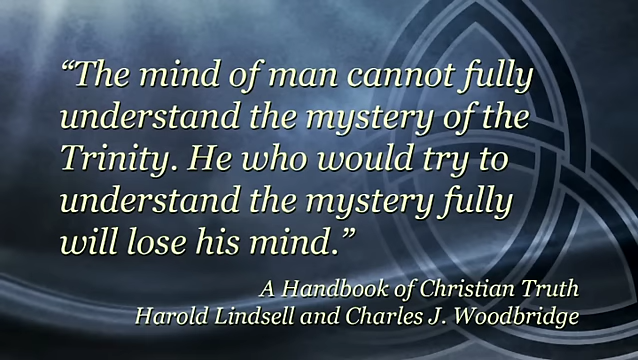 “The mind of man cannot fully
understand the mystery of the
Trinity. He who would try to
understand the mystery fully
will lose his mind.”
A Handbook of Christian Truth
Harold Lindsell and Charles J. Woodbridge